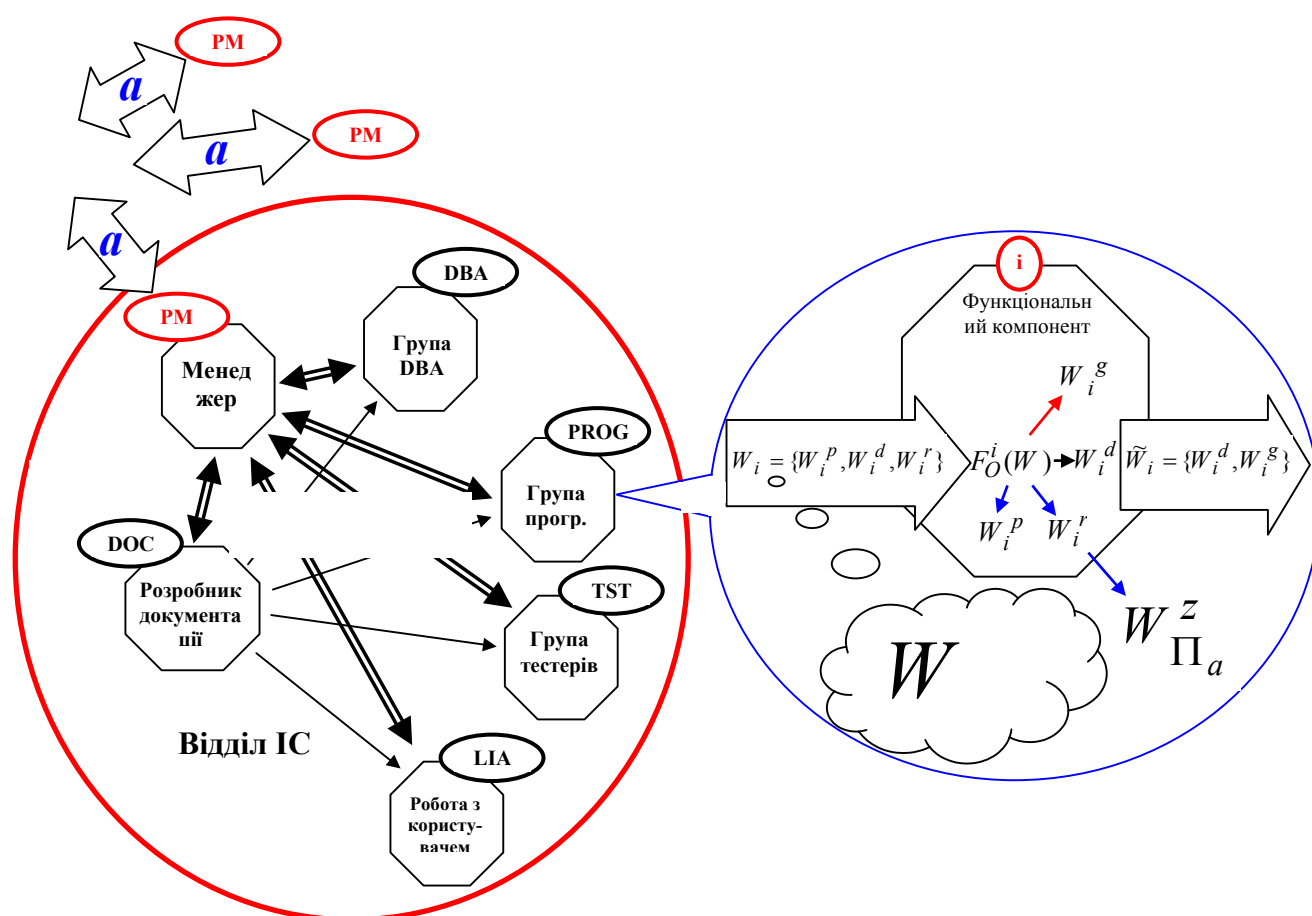 PM
a
PM
a
a
PM
Менед
жер
DBA
Група
DBA
PROG
Група
прогр.
DOC
Розробник
документа
ції
TST
Група
тестерів
Відділ ІС
LIA
Робота з
користу-
вачем
i
Функціональн
ий компонент
W_i^g
W_i = {W_i^p, W_i^d, W_i^r}
F_O^i(W)
W_i^d
W̃_i = {W_i^d, W_i^g}
W_i^p
W_i^r
W_{П_a}^z
W